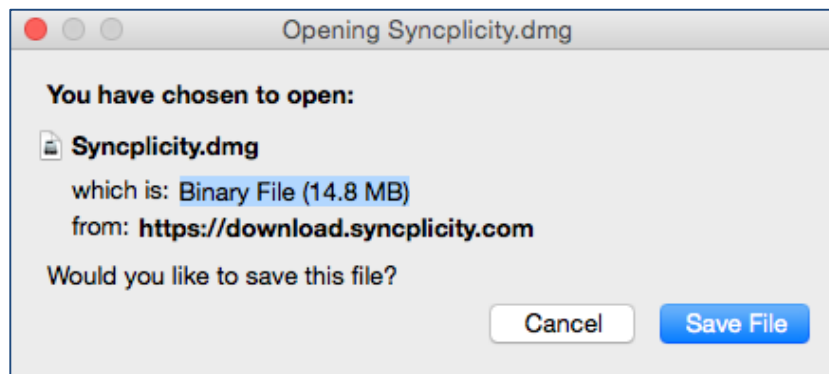 Opening Syncplicity.dmg
You have chosen to open:
Syncplicity.dmg
which is: Binary File (14.8 MB)
from: https://download.syncplicity.com
Would you like to save this file?
Cancel Save File